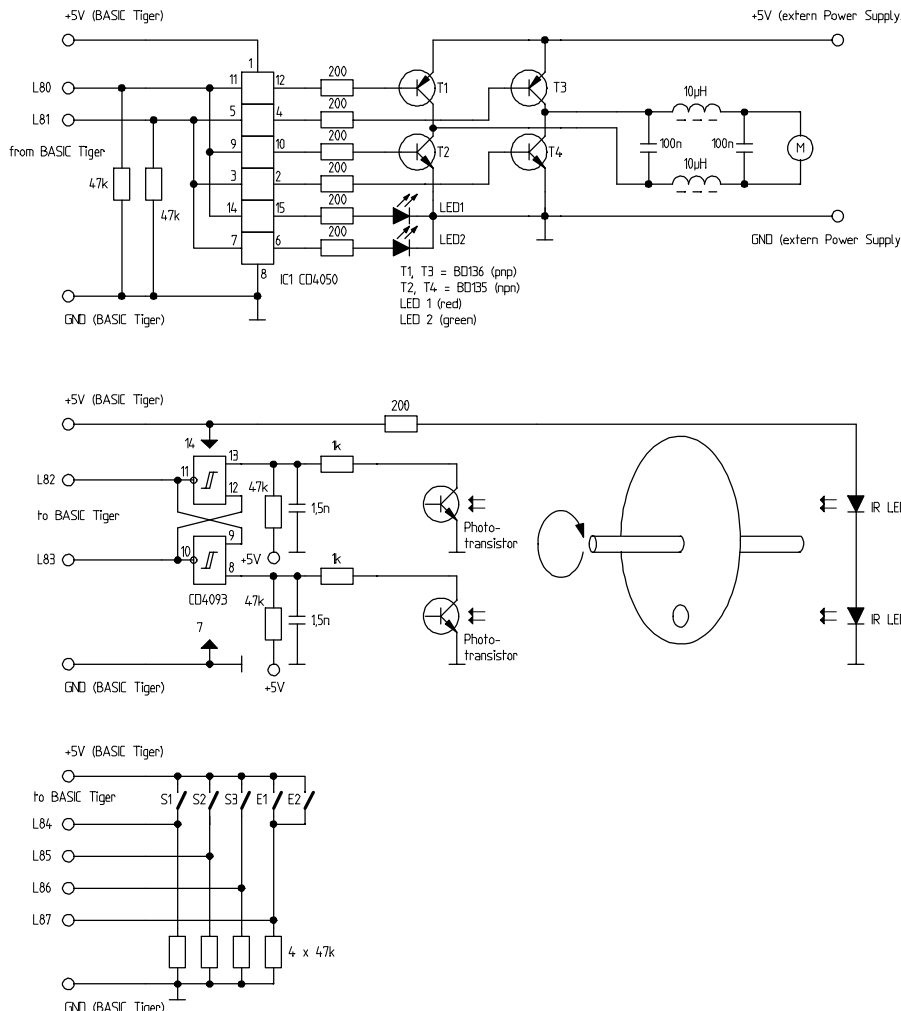 +5V (BASIC Tiger)
+5V (extern Power Supply
1
L80
11
12
200
T1
T3
10µH
L81
5
4
200
from BASIC Tiger
9
10
200
T2
T4
100n
100n
M
10µH
47k
47k
3
2
200
14
15
200
LED1
7
6
200
LED2
GND (extern Power Supply
8
IC1 CD4050
T1, T3 = BD136 (pnp)
T2, T4 = BD135 (npn)
LED 1 (red)
LED 2 (green)
GND (BASIC Tiger)
+5V (BASIC Tiger)
200
14
13
1k
L82
11
12
47k
1,5n
to BASIC Tiger
Photo-
transistor
IR LE
L83
10
9
8
+5V
1k
CD4093
47k
1,5n
7
Photo-
transistor
IR LE
GND (BASIC Tiger)
+5V
+5V (BASIC Tiger)
to BASIC Tiger
S1
S2
S3
E1
E2
L84
L85
L86
L87
4 x 47k
GND (BASIC Tiger)